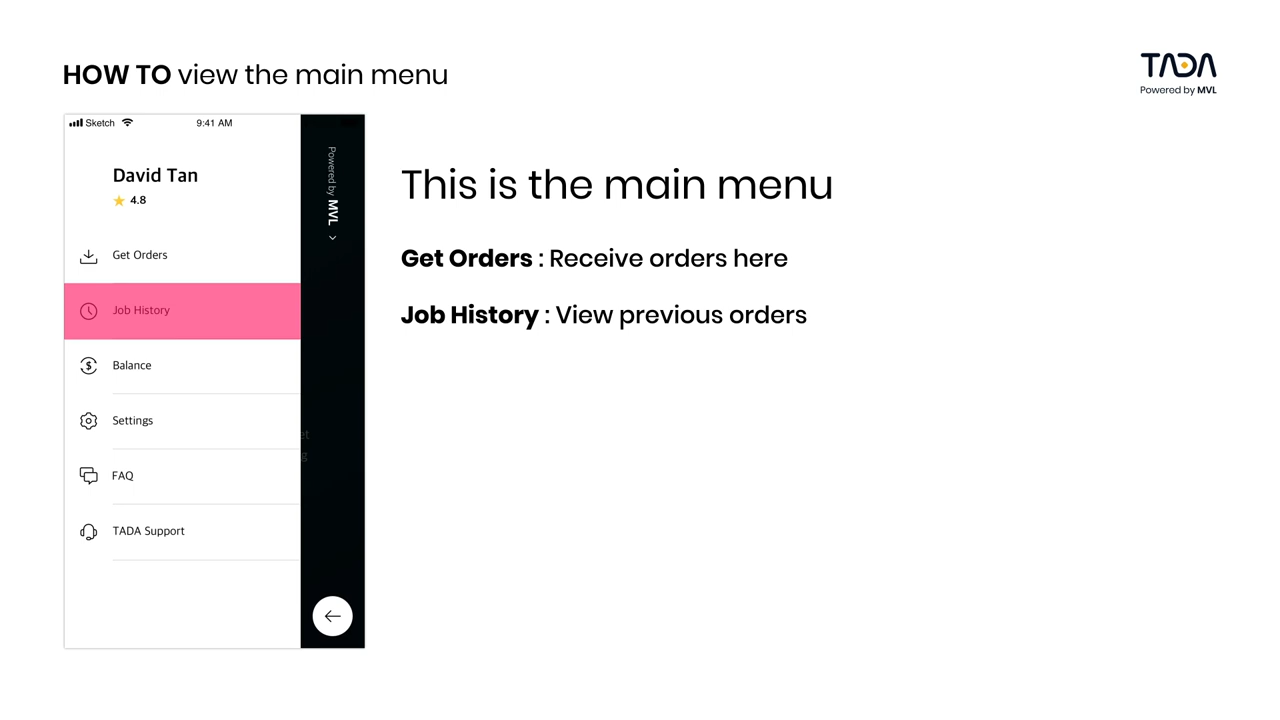 HOW TO view the main menu
TADA
Powered by MVL
Sketch 9:41 AM
David Tan
4.8
Get Orders
Job History
Balance
Settings
FAQ
TADA Support
Powered by MVL
This is the main menu
Get Orders : Receive orders here
Job History : View previous orders